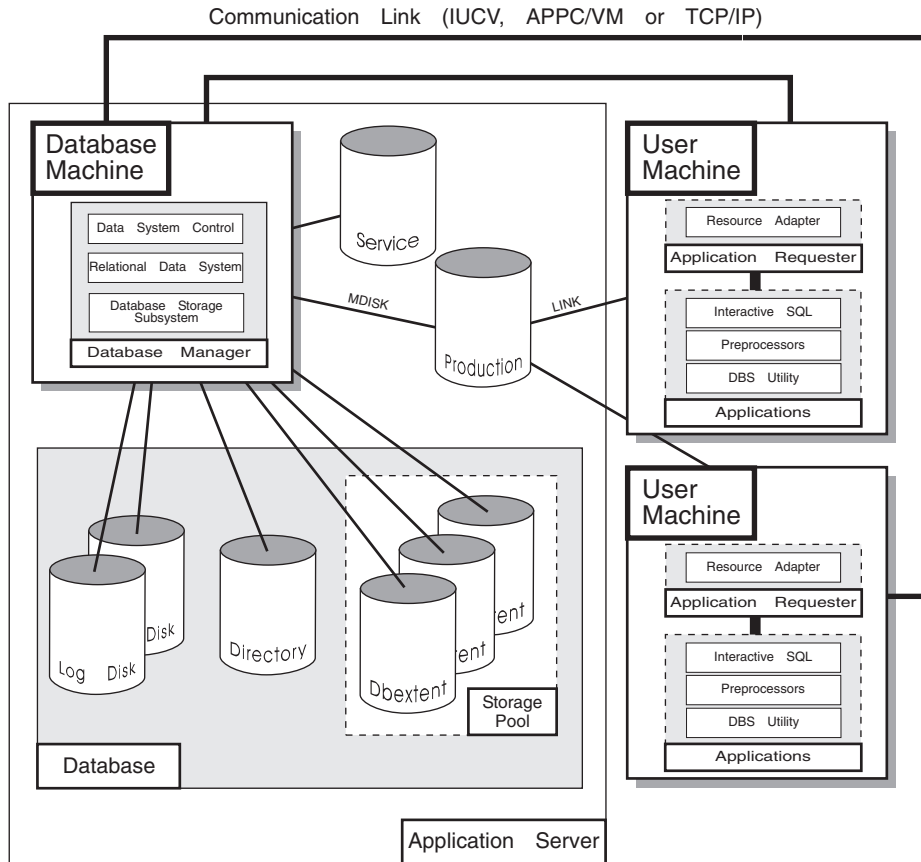 Communication Link (IUCV, APPC/VM or TCP/IP)
Database
Machine
Data System Control
Relational Data System
Database Storage
Subsystem
Database Manager
Service
MDISK
Production
LINK
User
Machine
Resource Adapter
Application Requester
Interactive SQL
Preprocessors
DBS Utility
Applications
User
Machine
Resource Adapter
Application Requester
Interactive SQL
Preprocessors
DBS Utility
Applications
Log Disk
Disk
Directory
Dbextent
tent
tent
Storage
Pool
Database
Application Server